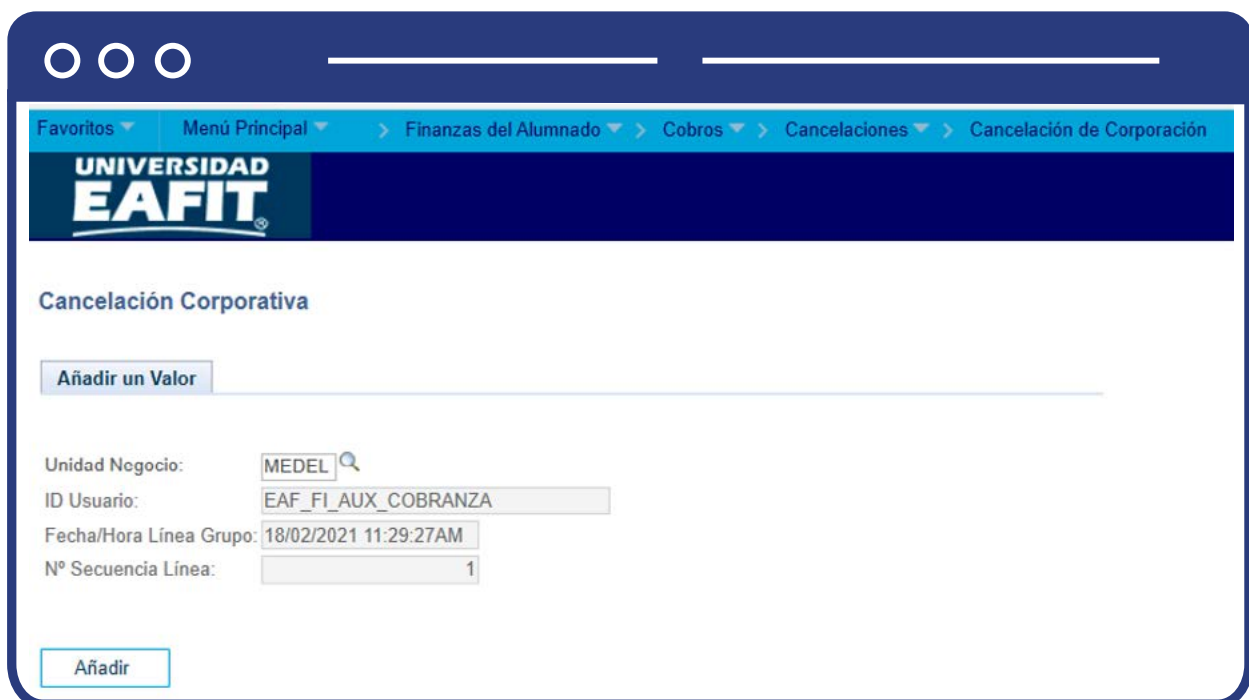 Favoritos Menú Principal > Finanzas del Alumnado > Cobros > Cancelaciones > Cancelación de Corporación
UNIVERSIDAD
EAFIT®
Cancelación Corporativa
Añadir un Valor
Unidad Negocio: MEDEL
ID Usuario: EAF_FI_AUX_COBRANZA
Fecha/Hora Línea Grupo: 18/02/2021 11:29:27AM
Nº Secuencia Línea: 1
Añadir